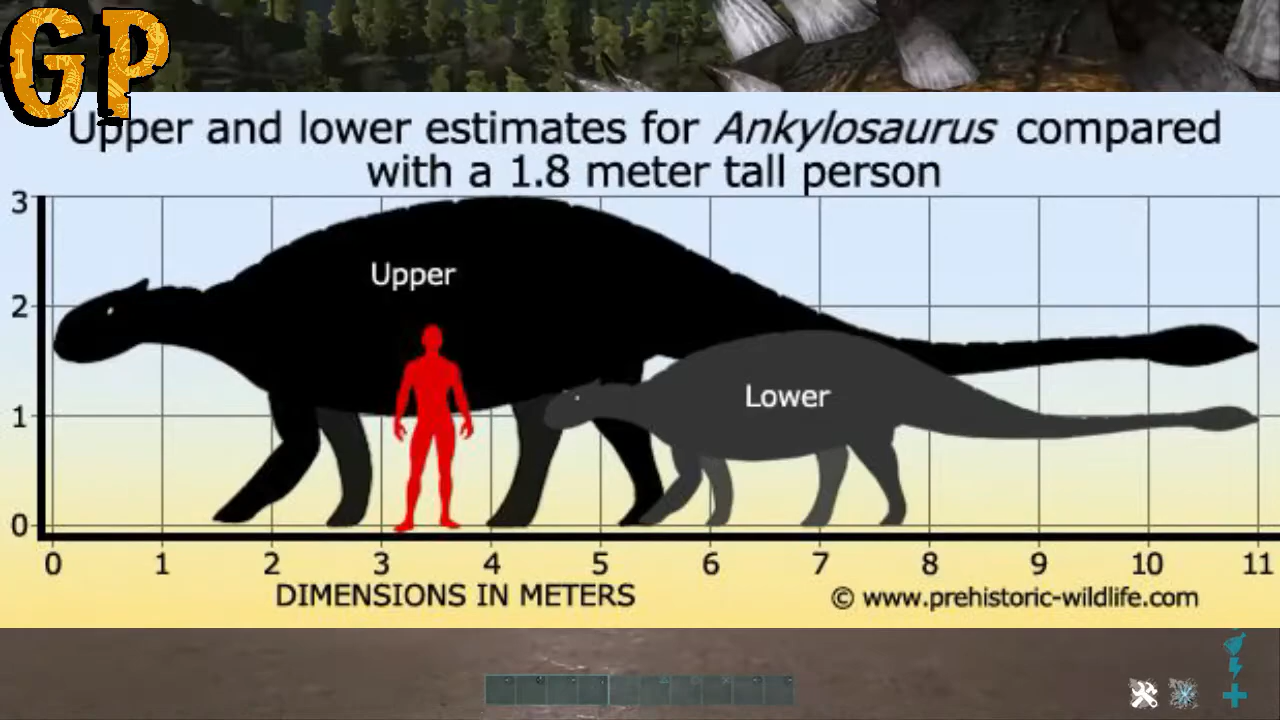 GP
Upper and lower estimates for Ankylosaurus compared
with a 1.8 meter tall person
3
Upper
2
Lower
1
0
0 1 2 3 4 5 6 7 8 9 10 11
DIMENSIONS IN METERS
© www.prehistoric-wildlife.com